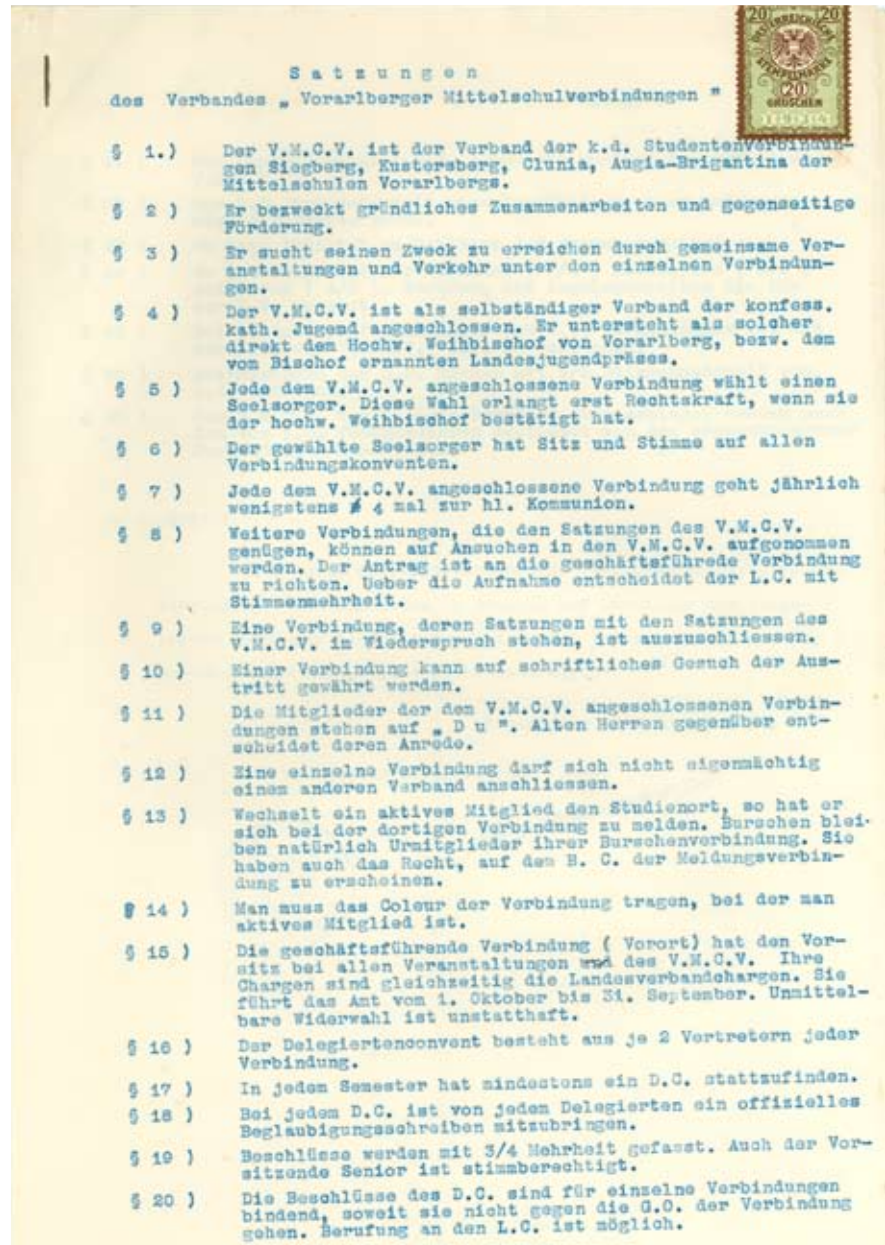 20 20
OESTERREICHISCHE
STEMPELMARKE
20
GROSCHEN
S a t z u n g e n
des Verbandes „ Vorarlberger Mittelschulverbindungen "
§ 1.) Der V.M.C.V. ist der Verband der k.d. Studentenverbindun-
gen Siegberg, Kustersberg, Clunia, Augia-Brigantina der
Mittelschulen Vorarlbergs.
§ 2 ) Er bezweckt gründliches Zusammenarbeiten und gegenseitige
Förderung.
§ 3 ) Er sucht seinen Zweck zu erreichen durch gemeinsame Ver-
anstaltungen und Verkehr unter den einzelnen Verbindun-
gen.
§ 4 ) Der V.M.C.V. ist als selbständiger Verband der konfess.
kath. Jugend angeschlossen. Er untersteht als solcher
direkt dem Hochw. Weihbischof von Vorarlberg, bezw. dem
vom Bischof ernannten Landesjugendpräses.
§ 5 ) Jede dem V.M.C.V. angeschlossene Verbindung wählt einen
Seelsorger. Diese Wahl erlangt erst Rechtskraft, wenn sie
der hochw. Weihbischof bestätigt hat.
§ 6 ) Der gewählte Seelsorger hat Sitz und Stimme auf allen
Verbindungskonventen.
§ 7 ) Jede dem V.M.C.V. angeschlossene Verbindung geht jährlich
wenigstens 4 mal zur hl. Kommunion.
§ 8 ) Weitere Verbindungen, die den Satzungen des V.M.C.V.
genügen, können auf Ansuchen in den V.M.C.V. aufgenommen
werden. Der Antrag ist an die geschäftsführede Verbindung
zu richten. Ueber die Aufnahme entscheidet der L.C. mit
Stimmenmehrheit.
§ 9 ) Eine Verbindung, deren Satzungen mit den Satzungen des
V.M.C.V. im Wiederspruch stehen, ist auszuschliessen.
§ 10 ) Einer Verbindung kann auf schriftliches Gesuch der Aus-
tritt gewährt werden.
§ 11 ) Die Mitglieder der dem V.M.C.V. angeschlossenen Verbin-
dungen stehen auf „ D u ". Alten Herren gegenüber ent-
scheidet deren Anrede.
§ 12 ) Eine einzelne Verbindung darf sich nicht eigenmächtig
einem anderen Verband anschliessen.
§ 13 ) Wechselt ein aktives Mitglied den Studienort, so hat er
sich bei der dortigen Verbindung zu melden. Burschen blei-
ben natürlich Urmitglieder ihrer Burschenverbindung. Sie
haben auch das Recht, auf dem B. C. der Meldungsverbin-
dung zu erscheinen.
§ 14 ) Man muss das Coleur der Verbindung tragen, bei der man
aktives Mitglied ist.
§ 15 ) Die geschäftsführende Verbindung ( Vorort) hat den Vor-
sitz bei allen Veranstaltungen des V.M.C.V. Ihre
Chargen sind gleichzeitig die Landesverbandchargen. Sie
führt das Amt vom 1. Oktober bis 31. September. Unmittel-
bare Widerwahl ist unstatthaft.
§ 16 ) Der Delegiertenconvent besteht aus je 2 Vertretern jeder
Verbindung.
§ 17 ) In jedem Semester hat mindestens ein D.C. stattzufinden.
§ 18 ) Bei jedem D.C. ist von jedem Delegierten ein offizielles
Beglaubigungsschreiben mitzubringen.
§ 19 ) Beschlüsse werden mit 3/4 Mehrheit gefasst. Auch der Vor-
sitzende Senior ist stimmberechtigt.
§ 20 ) Die Beschlüsse des D.C. sind für einzelne Verbindungen
bindend, soweit sie nicht gegen die G.O. der Verbindung
gehen. Berufung an den L.C. ist möglich.